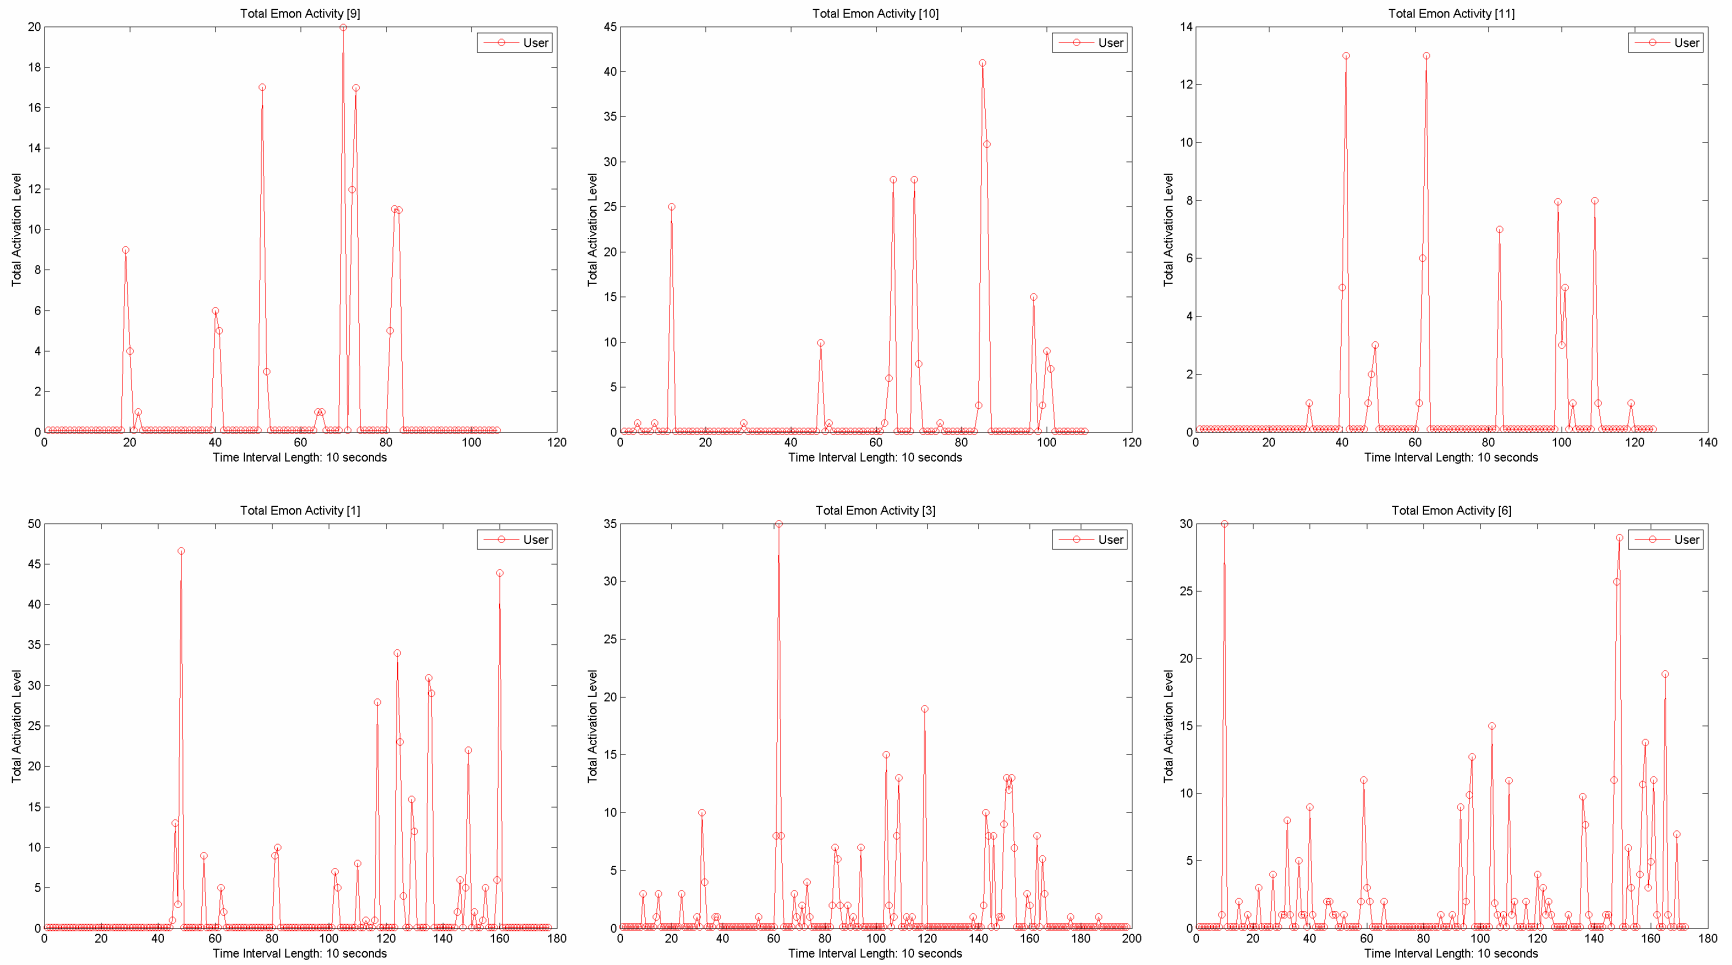 Total Emon Activity [9]
User
Total Activation Level
20
18
16
14
12
10
8
6
4
2
0
20 40 60 80 100 120
Time Interval Length: 10 seconds
Total Emon Activity [10]
User
Total Activation Level
45
40
35
30
25
20
15
10
5
0
0 20 40 60 80 100 120
Time Interval Length: 10 seconds
Total Emon Activity [11]
User
Total Activation Level
14
12
10
8
6
4
2
0
0 20 40 60 80 100 120 140
Time Interval Length: 10 seconds
Total Emon Activity [1]
User
Total Activation Level
50
45
40
35
30
25
20
15
10
5
0
20 40 60 80 100 120 140 160 180
Time Interval Length: 10 seconds
Total Emon Activity [3]
User
Total Activation Level
35
30
25
20
15
10
5
0
0 20 40 60 80 100 120 140 160 180 200
Time Interval Length: 10 seconds
Total Emon Activity [6]
User
Total Activation Level
30
25
20
15
10
5
0
0 20 40 60 80 100 120 140 160 180
Time Interval Length: 10 seconds